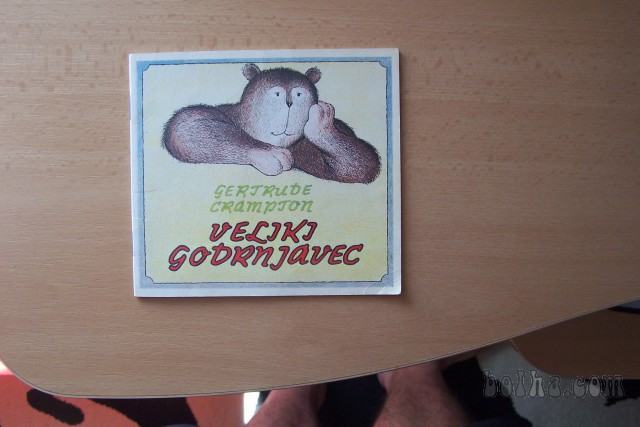 GERTRUDE
CRAMPTON
VELIKI
GODRNJAVEC
bolha.com